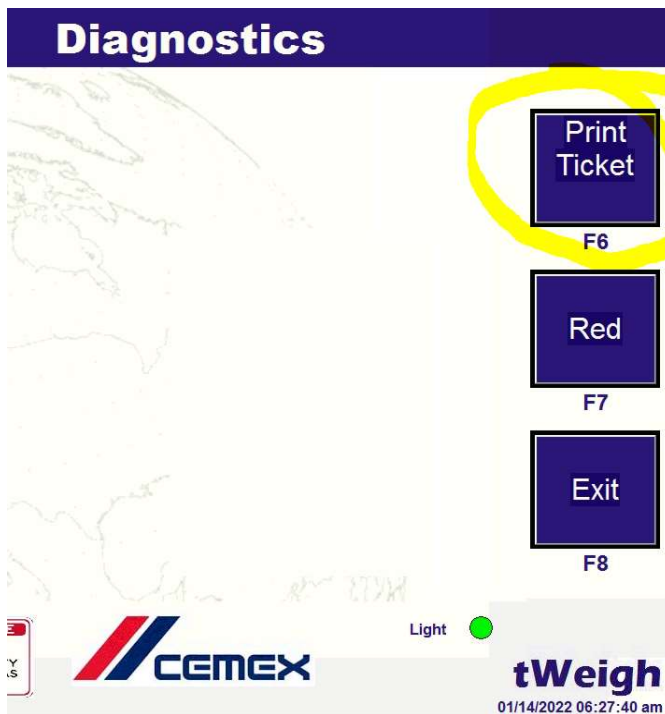 Diagnostics
Print
Ticket
F6
Red
F7
Exit
F8
Light
CEMEX
tWeigh
01/14/2022 06:27:40 am